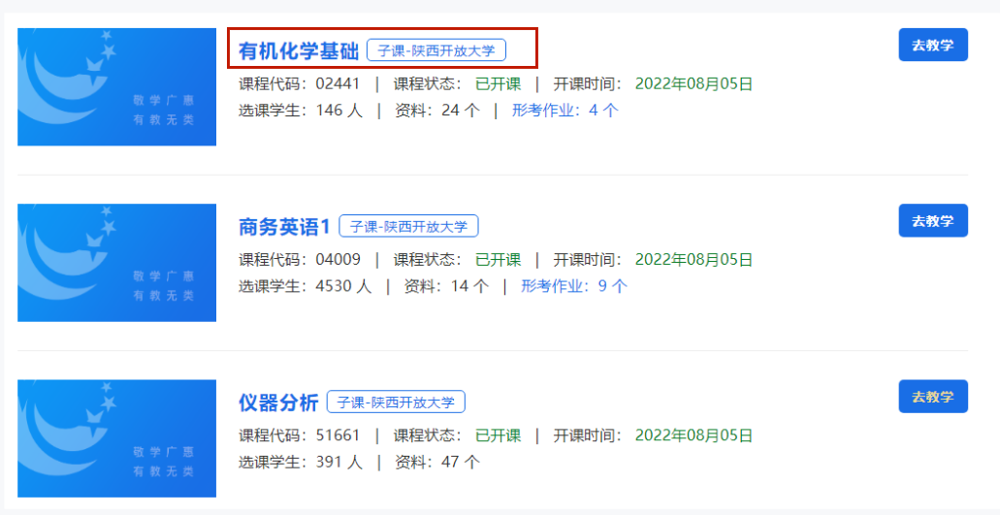 敬学广惠
有教无类
有机化学基础 子课-陕西开放大学
去教学
课程代码：02441 | 课程状态： 已开课 | 开课时间： 2022年08月05日
选课学生：146 人 | 资料：24 个 | 形考作业：4 个
敬学广惠
有教无类
商务英语1 子课-陕西开放大学
去教学
课程代码：04009 | 课程状态： 已开课 | 开课时间： 2022年08月05日
选课学生：4530 人 | 资料：14 个 | 形考作业：9 个
敬学广惠
有教无类
仪器分析 子课-陕西开放大学
去教学
课程代码：51661 | 课程状态： 已开课 | 开课时间： 2022年08月05日
选课学生：391 人 | 资料：47 个